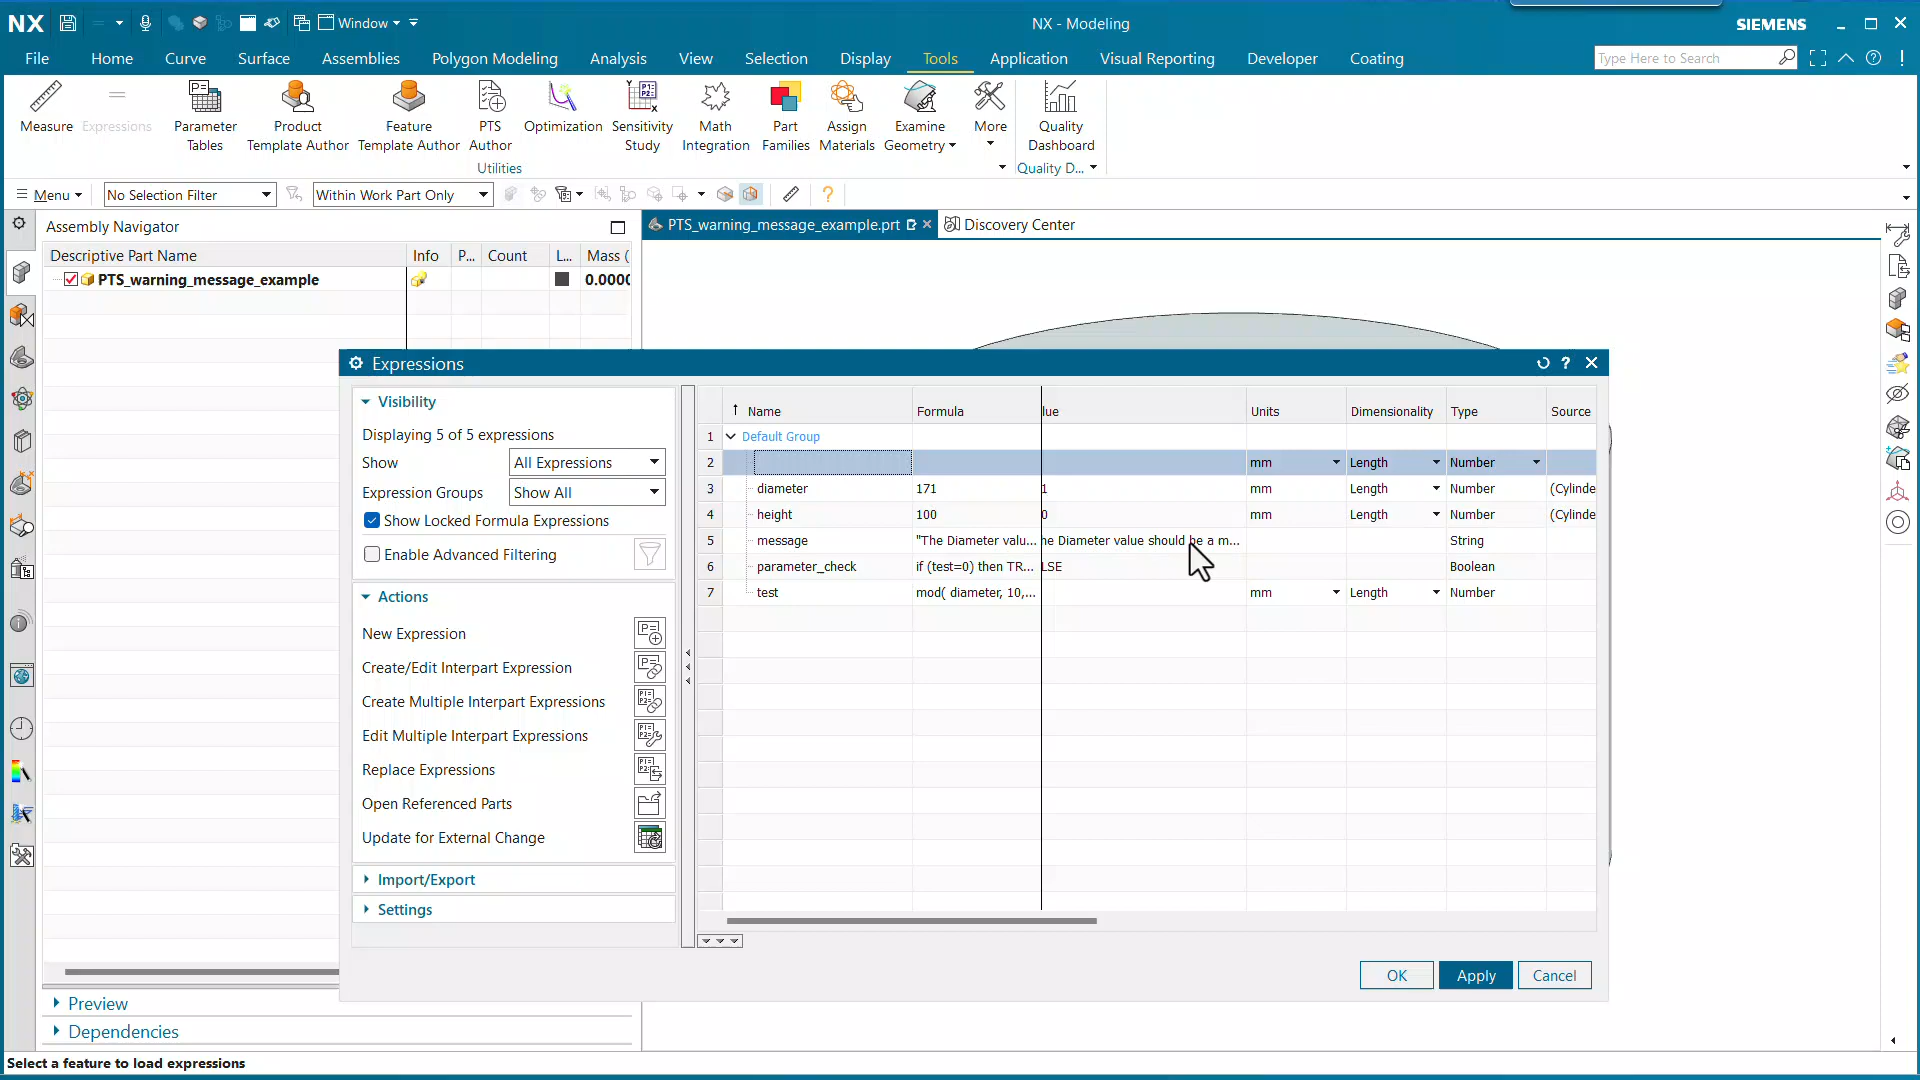 NX
Window
NX - Modeling
SIEMENS
File Home Curve Surface Assemblies Polygon Modeling Analysis View Selection Display Tools Application Visual Reporting Developer Coating
Type Here to Search
Measure
Expressions
Parameter Tables
Product Template Author
Feature Template Author
PTS Author
Optimization
Sensitivity Study
Math Integration
Part Families
Assign Materials
Examine Geometry
More
Quality Dashboard
Utilities
Quality D...
Menu
No Selection Filter
Within Work Part Only
Assembly Navigator
PTS_warning_message_example.prt
Discovery Center
Descriptive Part Name Info P... Count L... Mass (
PTS_warning_message_example 0.0000
Expressions
Visibility
Displaying 5 of 5 expressions
Show All Expressions
Expression Groups Show All
Show Locked Formula Expressions
Enable Advanced Filtering
Actions
New Expression
Create/Edit Interpart Expression
Create Multiple Interpart Expressions
Edit Multiple Interpart Expressions
Replace Expressions
Open Referenced Parts
Update for External Change
Import/Export
Settings
↑ Name Formula lue Units Dimensionality Type Source
1 Default Group
2 mm Length Number
3 diameter 171 1 mm Length Number (Cylinde
4 height 100 0 mm Length Number (Cylinde
5 message "The Diameter valu... he Diameter value should be a m... String
6 parameter_check if (test=0) then TR... LSE Boolean
7 test mod( diameter, 10,... mm Length Number
OK Apply Cancel
Preview
Dependencies
Select a feature to load expressions